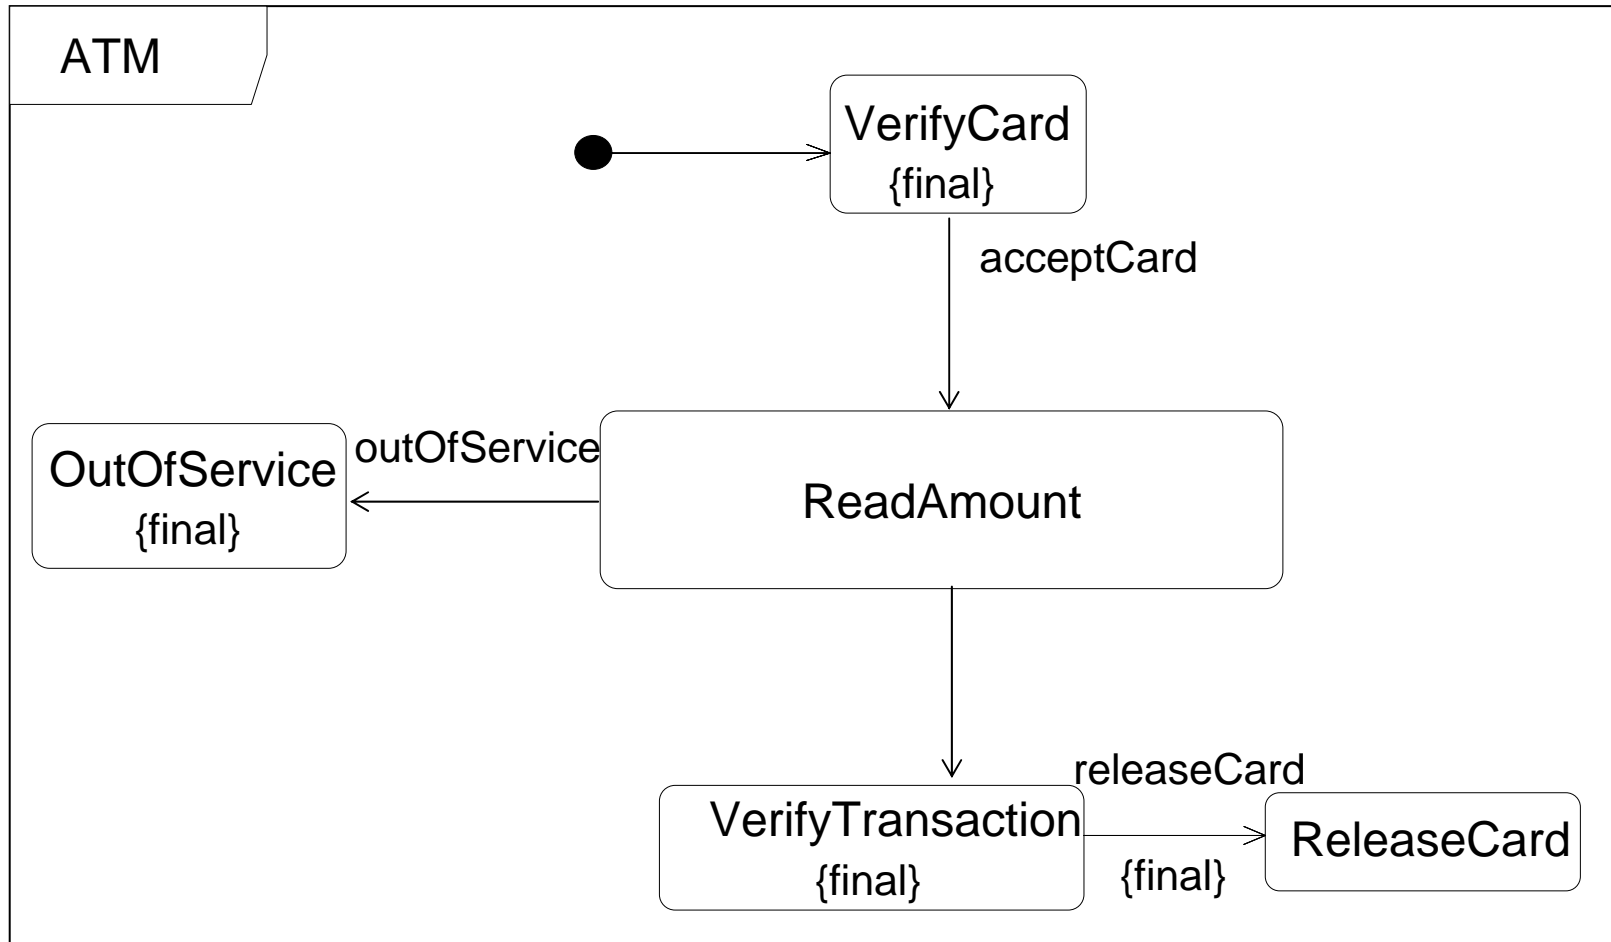 ATM
VerifyCard
{final}
acceptCard
OutOfService
{final}
outOfService
ReadAmount
releaseCard
VerifyTransaction
{final}
{final}
ReleaseCard